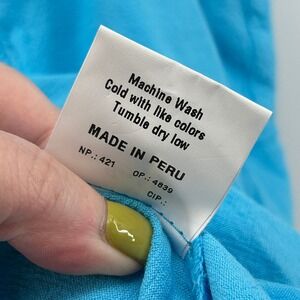 Machine Wash
Cold with like colors
Tumble dry low
MADE IN PERU
NP.: 421 OP.: 4839
CIP.: